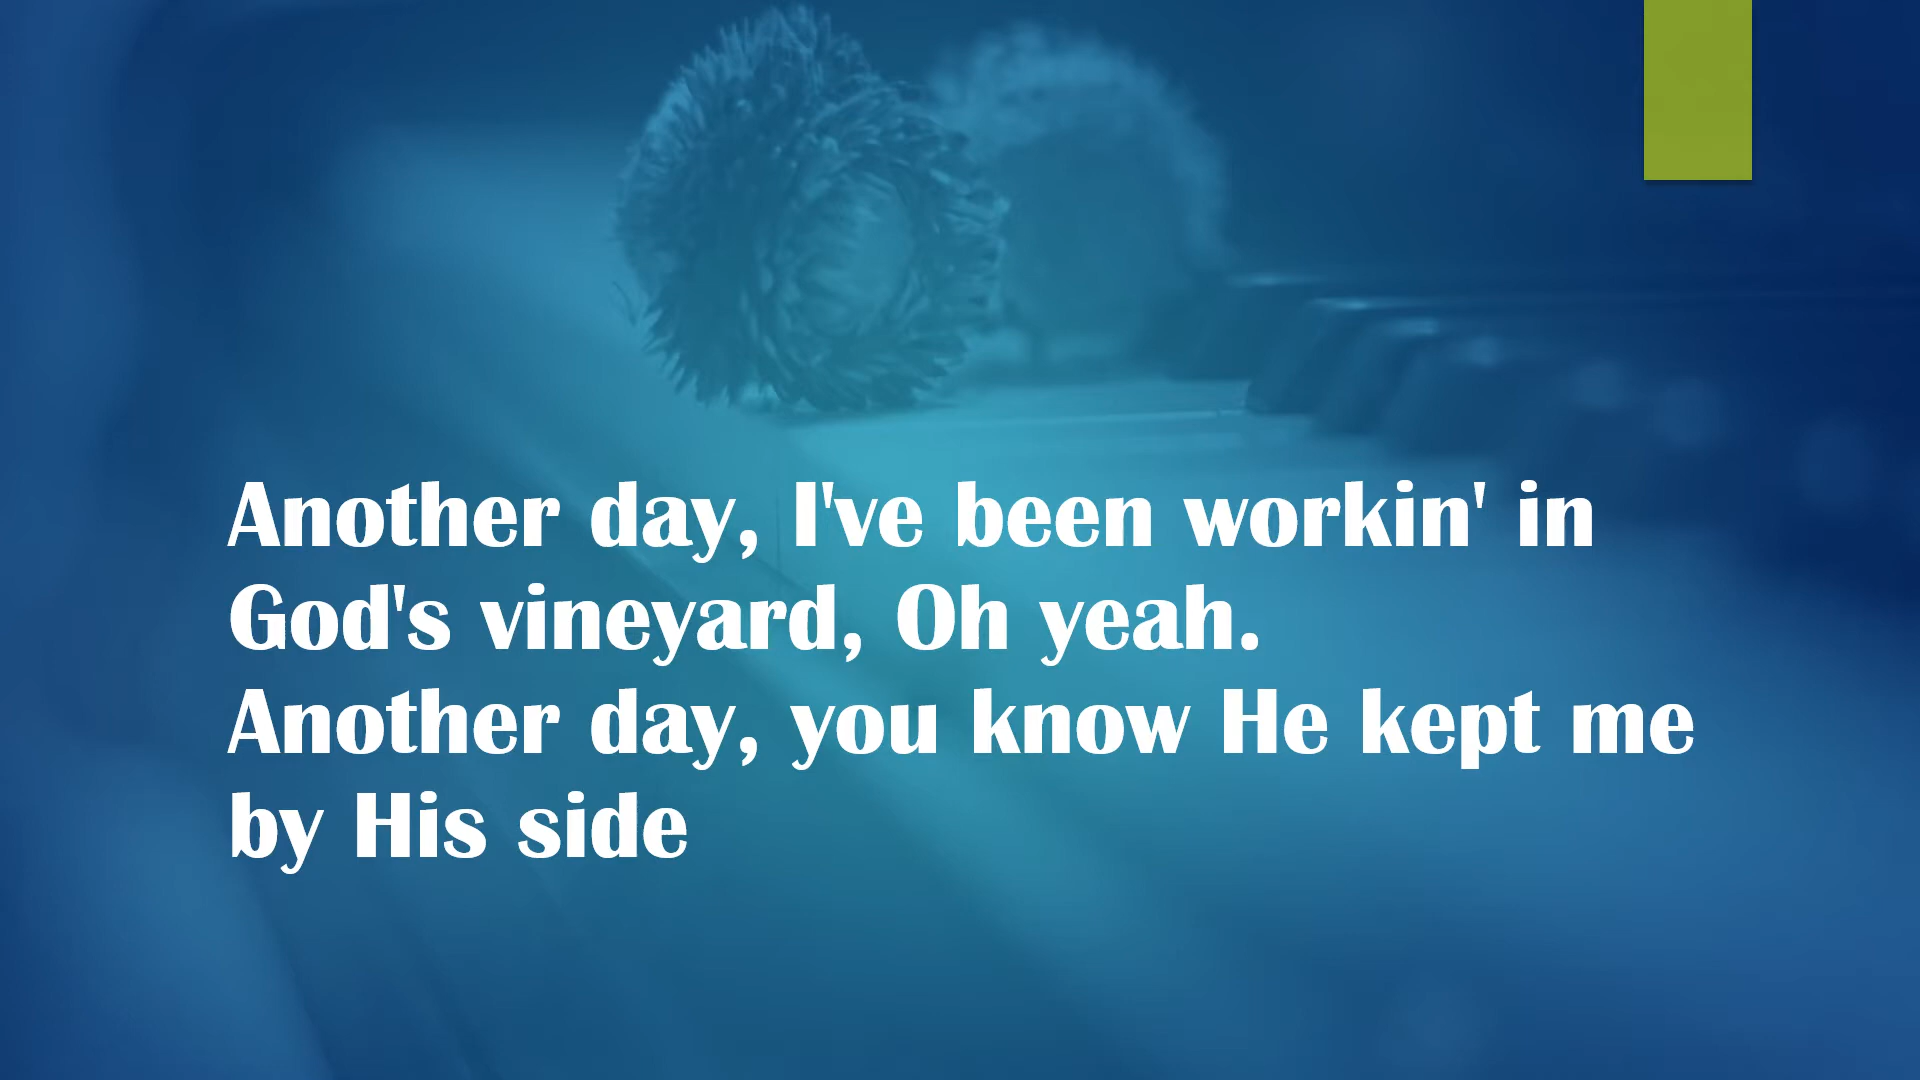 Another day, I've been workin' in
God's vineyard, Oh yeah.
Another day, you know He kept me
by His side